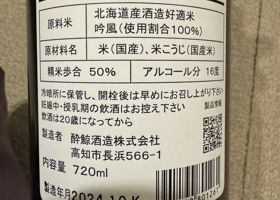 原料米 北海道産酒造好適米
吟風(使用割合100%)
原材料名 米(国産)、米こうじ(国産米)
精米歩合 50% アルコール分 16度
冷暗所に保管し、開栓後は早めにお召し上がり下さい
妊娠中・授乳期の飲酒はお控え下さい
飲酒は20歳になってから
製品情報
製造者 酔鯨酒造株式会社
高知市長浜566-1
内容量 720ml
製造年月 2024.10.K